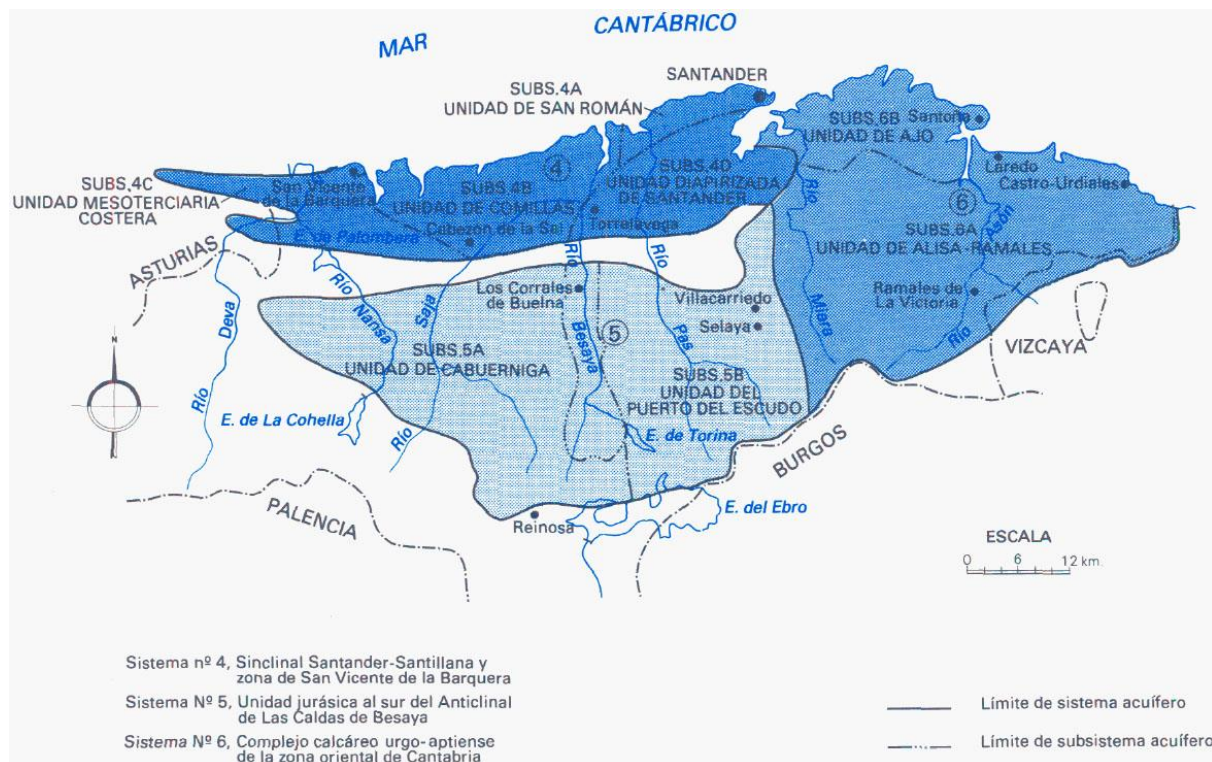 MAR CANTÁBRICO
SANTANDER
SUBS.4A
UNIDAD DE SAN ROMÁN
SUBS.6B
UNIDAD DE AJO
Santoña
Laredo
Castro-Urdiales
SUBS.4C
UNIDAD MESOTERCIARIA
COSTERA
San Vicente
de la Barquera
SUBS.4B
UNIDAD DE COMILLAS
4
SUBS.4D
UNIDAD DIAPIRIZADA
DE SANTANDER
Torrelavega
Cabezón de la Sal
E. de Palombera
6
SUBS.6A
UNIDAD DE ALISA-RAMALES
Ramales de
La Victoria
Río Asón
ASTURIAS
Río Deva
Río Nansa
Río Saja
Río Besaya
Río Pas
Río Miera
Los Corrales
de Buelna
Villacarriedo
Selaya
5
SUBS.5A
UNIDAD DE CABUERNIGA
SUBS.5B
UNIDAD DEL
PUERTO DEL ESCUDO
VIZCAYA
N
E. de La Cohella
E. de Torina
BURGOS
PALENCIA
Reinosa
E. del Ebro
ESCALA
0 6 12 km.
Sistema nº 4, Sinclinal Santander-Santillana y
zona de San Vicente de la Barquera
Sistema Nº 5, Unidad jurásica al sur del Anticlinal
de Las Caldas de Besaya
Sistema Nº 6, Complejo calcáreo urgo-aptiense
de la zona oriental de Cantabria
Límite de sistema acuífero
Límite de subsistema acuífero